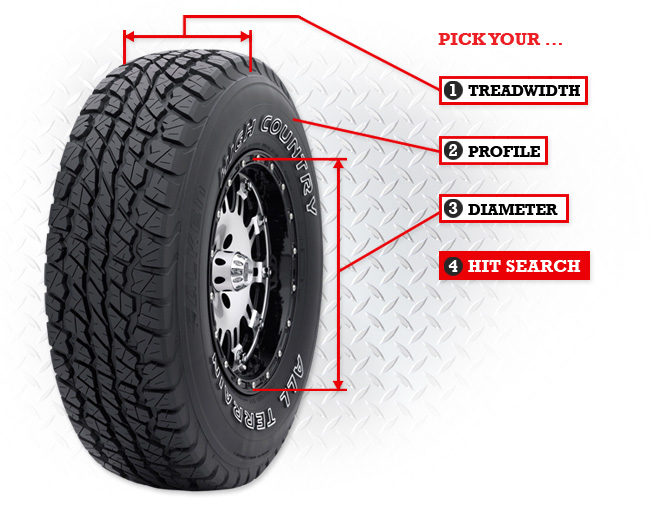 PICK YOUR ...
1 TREADWIDTH
2 PROFILE
3 DIAMETER
4 HIT SEARCH
HIGH COUNTRY
ALL TERRAIN